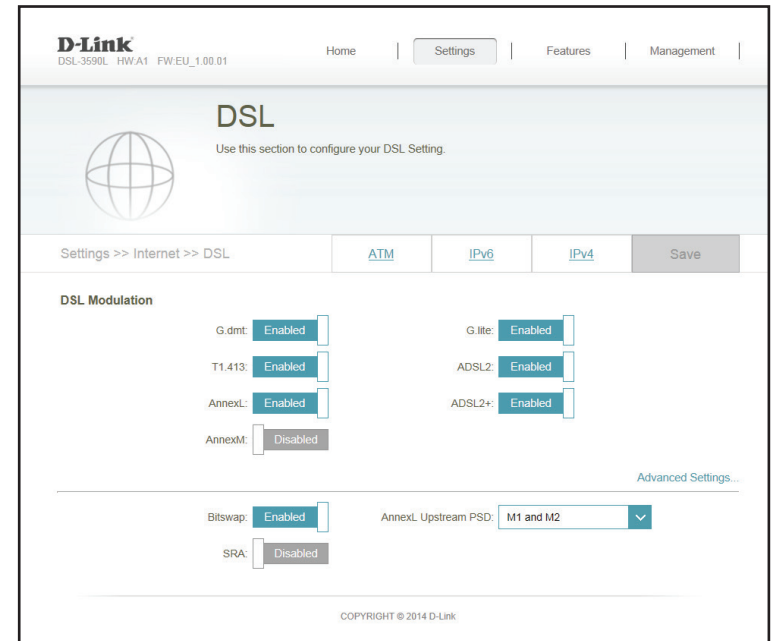 D-Link
DSL-3590L HW:A1 FW:EU_1.00.01
Home | Settings | Features | Management |
DSL
Use this section to configure your DSL Setting.
Settings >> Internet >> DSL
ATM
IPv6
IPv4
Save
DSL Modulation
G.dmt: Enabled
G.lite: Enabled
T1.413: Enabled
ADSL2: Enabled
AnnexL: Enabled
ADSL2+: Enabled
AnnexM: Disabled
Advanced Settings...
Bitswap: Enabled
AnnexL Upstream PSD: M1 and M2
SRA: Disabled
COPYRIGHT © 2014 D-Link